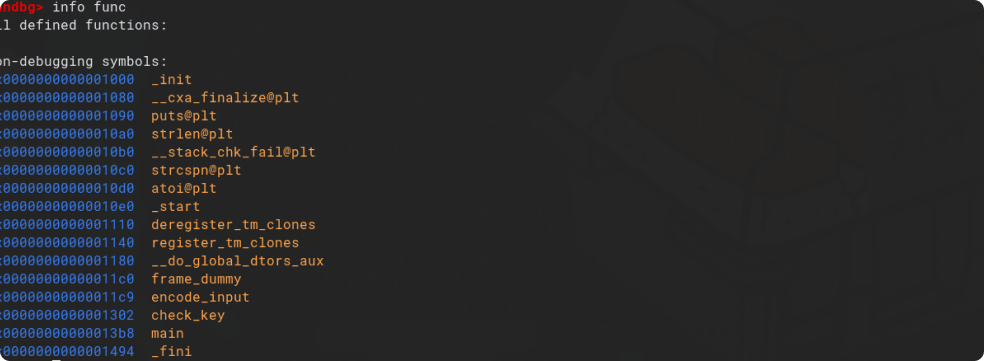 ndbg> info func
ll defined functions:
on-debugging symbols:
x0000000000001000 _init
x0000000000001080 __cxa_finalize@plt
x0000000000001090 puts@plt
x00000000000010a0 strlen@plt
x00000000000010b0 __stack_chk_fail@plt
x00000000000010c0 strcspn@plt
x00000000000010d0 atoi@plt
x00000000000010e0 _start
x0000000000001110 deregister_tm_clones
x0000000000001140 register_tm_clones
x0000000000001180 __do_global_dtors_aux
x00000000000011c0 frame_dummy
x00000000000011c9 encode_input
x0000000000001302 check_key
x00000000000013b8 main
x0000000000001494 _fini